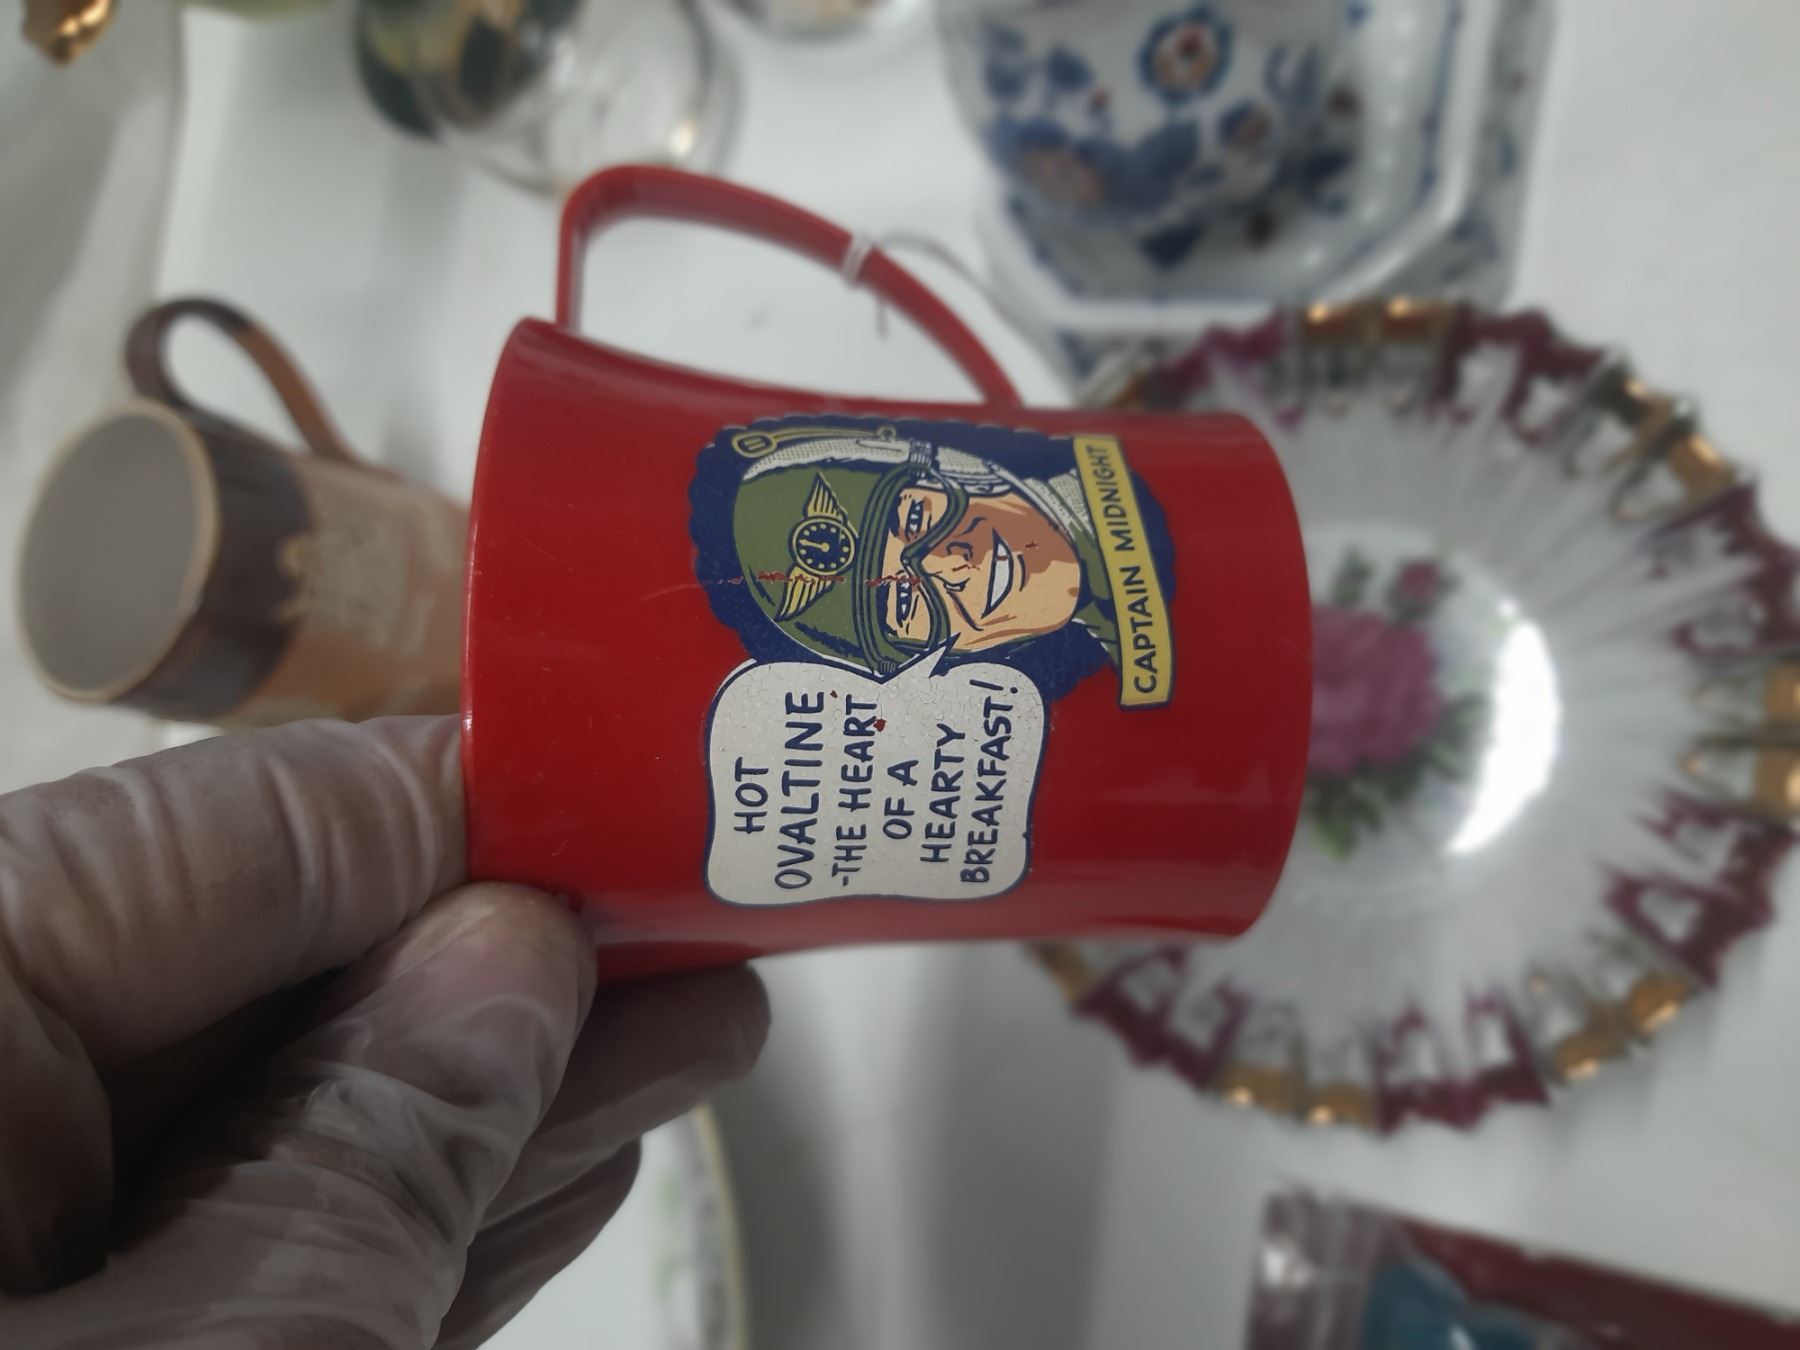 HOT
OVALTINE
-THE HEART
OF A
HEARTY
BREAKFAST!
CAPTAIN MIDNIGHT